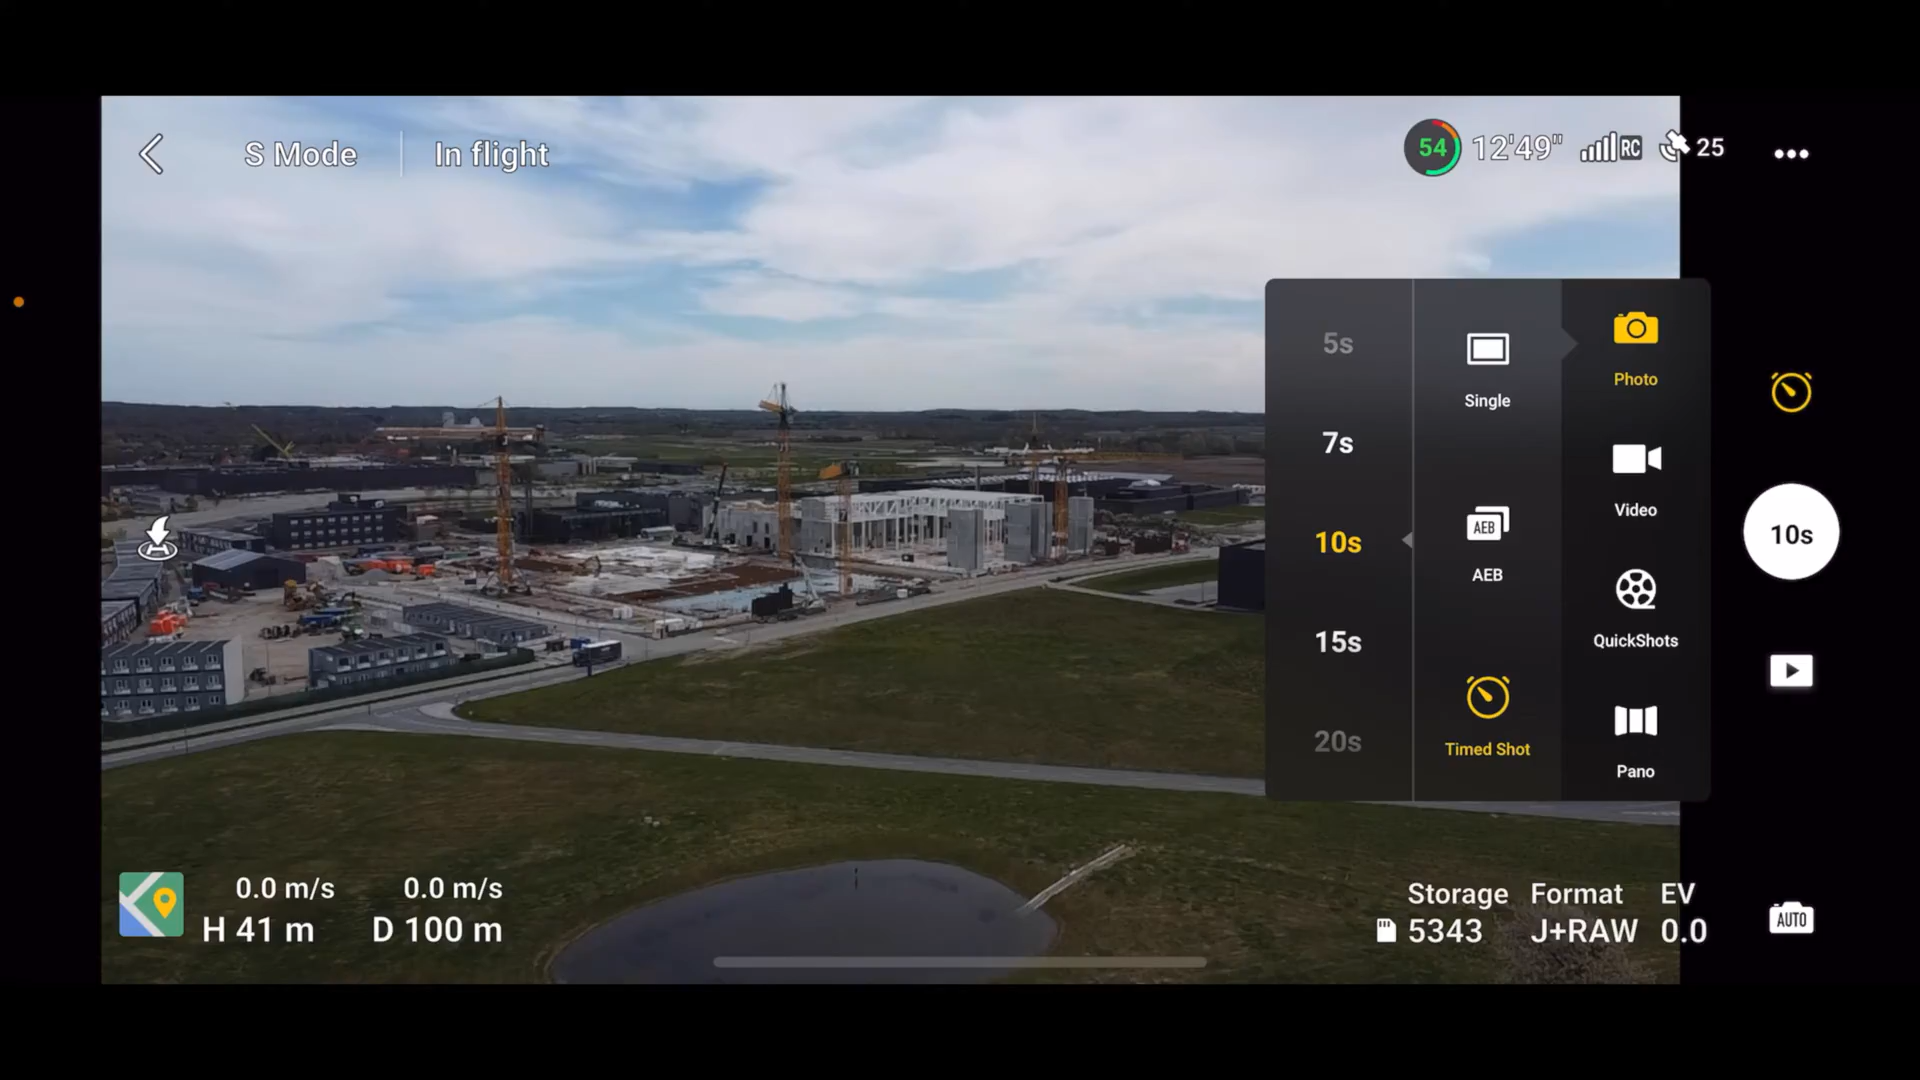 S Mode
In flight
54
12'49"
RC
25
5s
7s
10s
15s
20s
Single
AEB
AEB
Timed Shot
Photo
Video
QuickShots
Pano
10s
0.0 m/s
0.0 m/s
H 41 m
D 100 m
Storage
Format
EV
5343
J+RAW
0.0
AUTO